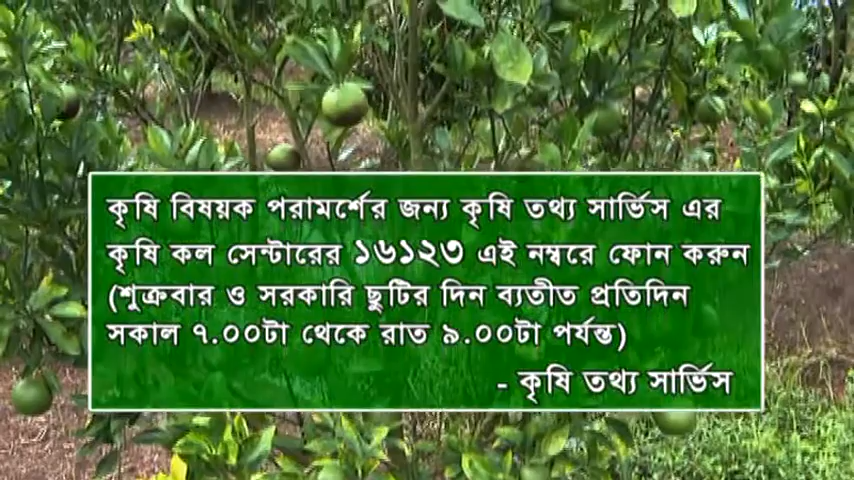 কৃষি বিষয়ক পরামর্শের জন্য কৃষি তথ্য সার্ভিস এর
কৃষি কল সেন্টারের ১৬১২৩ এই নম্বরে ফোন করুন
(শুক্রবার ও সরকারি ছুটির দিন ব্যতীত প্রতিদিন
সকাল ৭.০০টা থেকে রাত ৯.০০টা পর্যন্ত)
- কৃষি তথ্য সার্ভিস